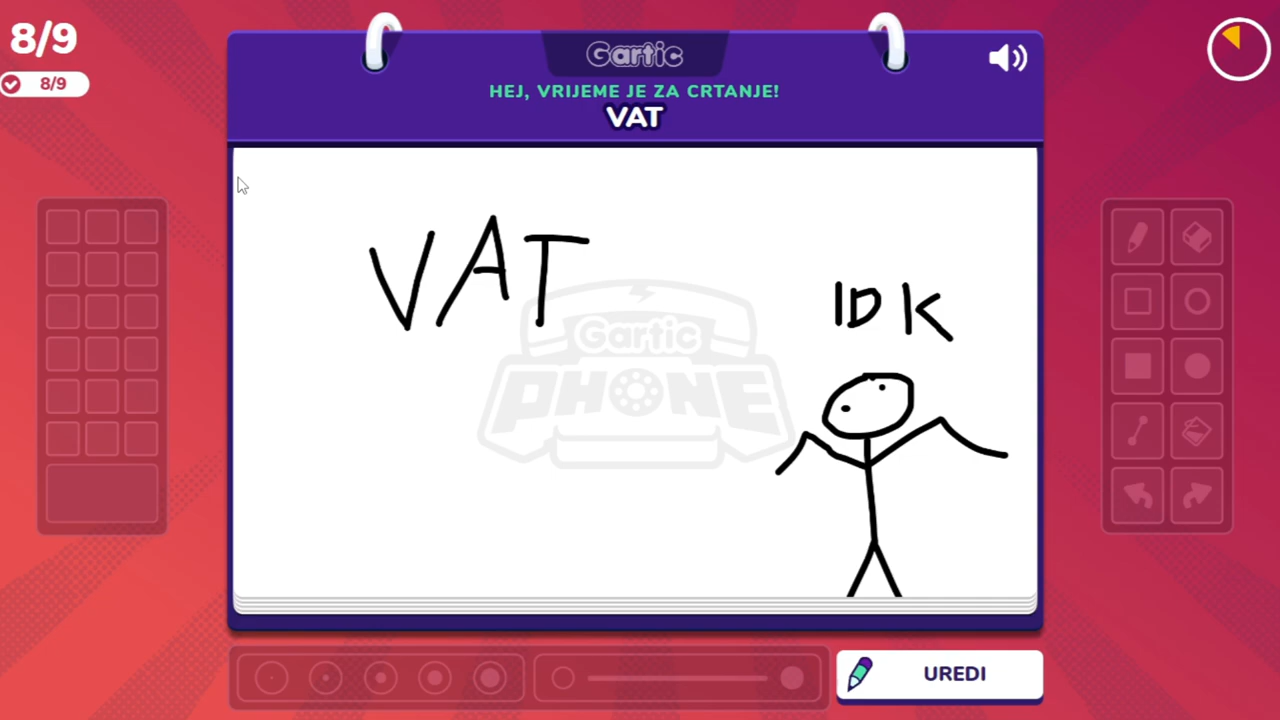 8/9
Gartic
8/9
HEJ, VRIJEME JE ZA CRTANJE!
VAT
VAT
IDK
Gartic
PHONE
UREDI